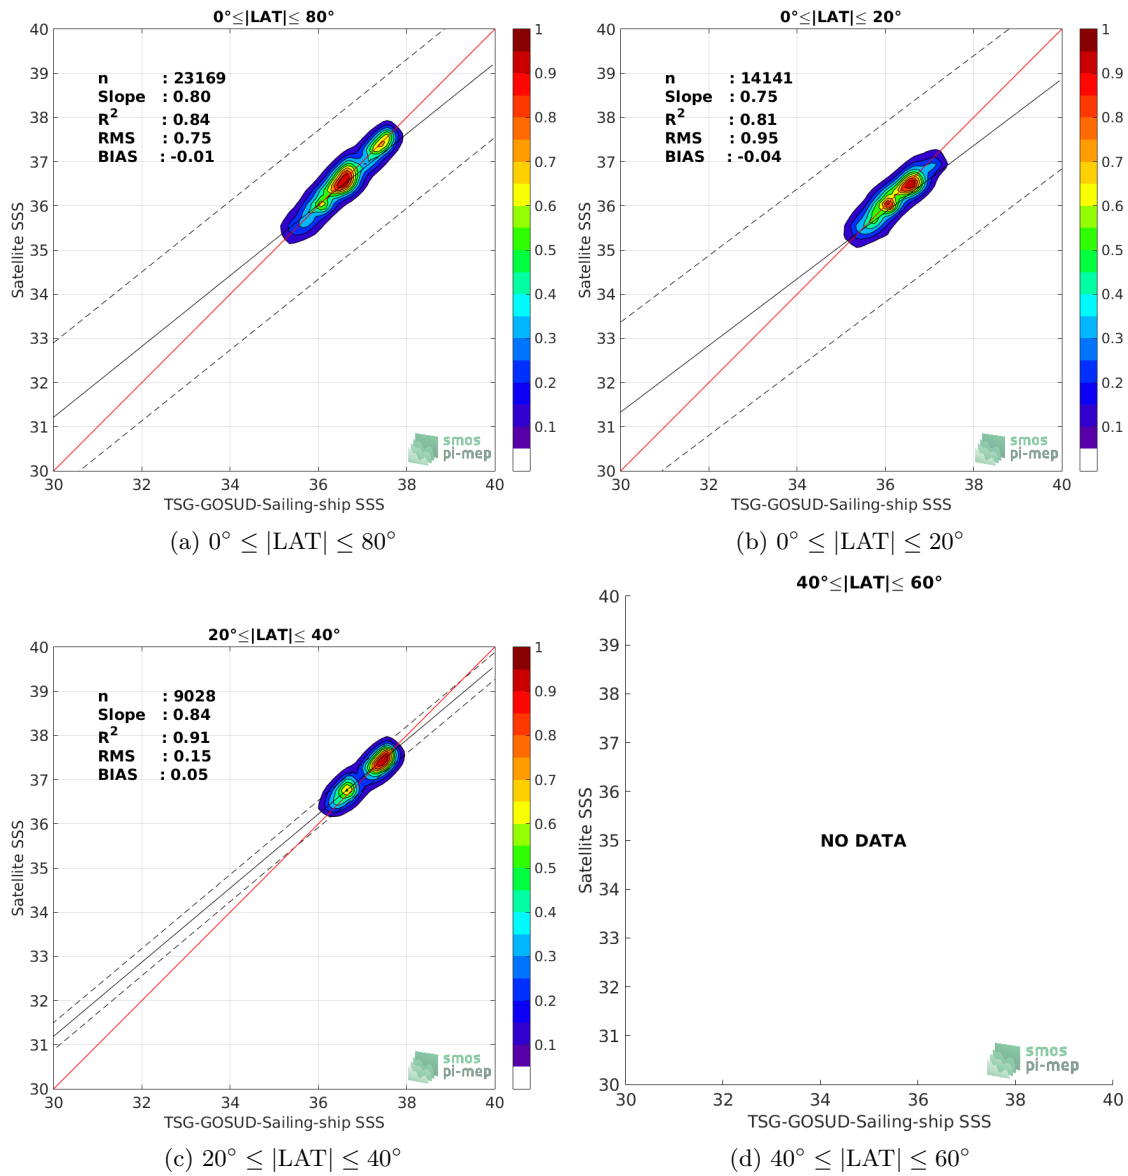 0°≤|LAT|≤ 80°
40
39
38
37
36
35
34
33
32
31
30
Satellite SSS
n : 23169
Slope : 0.80
R2 : 0.84
RMS : 0.75
BIAS : -0.01
1
0.9
0.8
0.7
0.6
0.5
0.4
0.3
0.2
0.1
smos
pi-mep
30 32 34 36 38 40
TSG-GOSUD-Sailing-ship SSS
(a) 0° ≤ |LAT| ≤ 80°
0°≤|LAT|≤ 20°
40
39
38
37
36
35
34
33
32
31
30
Satellite SSS
n : 14141
Slope : 0.75
R2 : 0.81
RMS : 0.95
BIAS : -0.04
1
0.9
0.8
0.7
0.6
0.5
0.4
0.3
0.2
0.1
smos
pi-mep
30 32 34 36 38 40
TSG-GOSUD-Sailing-ship SSS
(b) 0° ≤ |LAT| ≤ 20°
20°≤|LAT|≤ 40°
40
39
38
37
36
35
34
33
32
31
30
Satellite SSS
n : 9028
Slope : 0.84
R2 : 0.91
RMS : 0.15
BIAS : 0.05
1
0.9
0.8
0.7
0.6
0.5
0.4
0.3
0.2
0.1
smos
pi-mep
30 32 34 36 38 40
TSG-GOSUD-Sailing-ship SSS
(c) 20° ≤ |LAT| ≤ 40°
40°≤|LAT|≤ 60°
40
39
38
37
36
35
34
33
32
31
30
Satellite SSS
NO DATA
smos
pi-mep
30 32 34 36 38 40
TSG-GOSUD-Sailing-ship SSS
(d) 40° ≤ |LAT| ≤ 60°